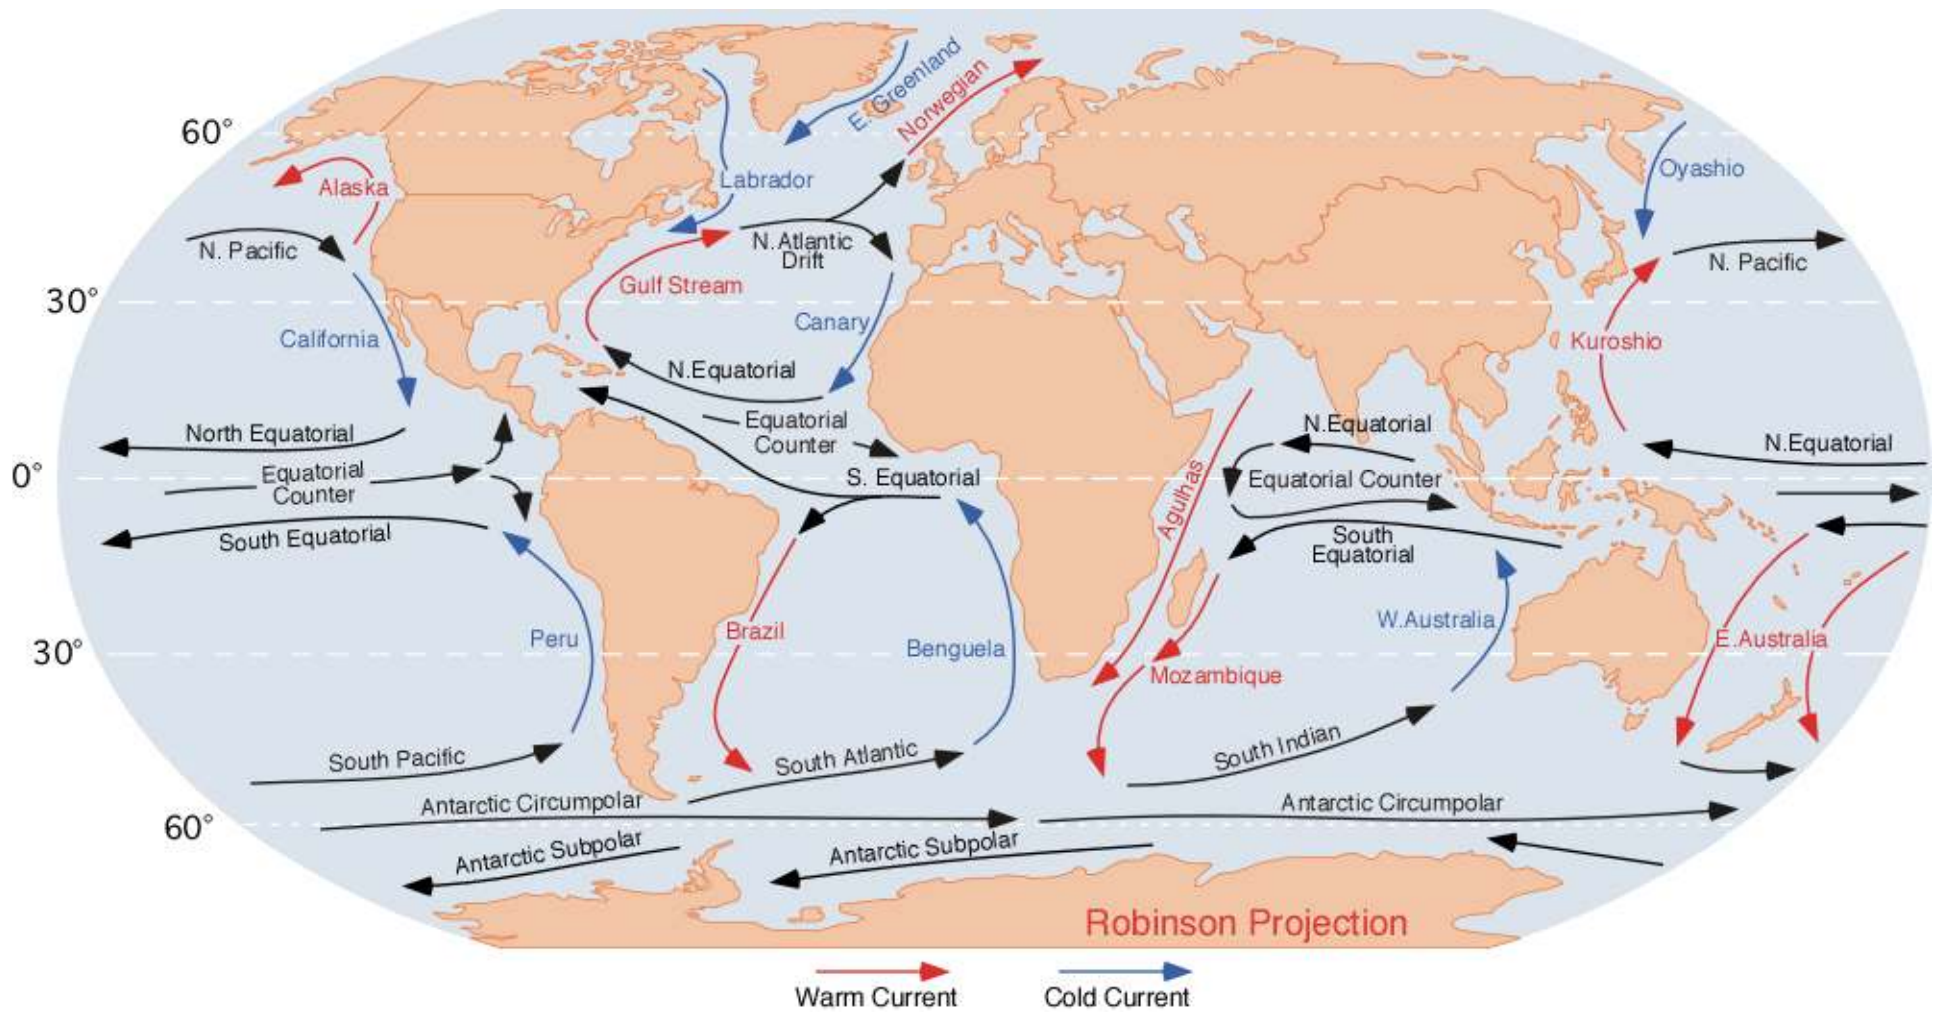 E. Greenland
Norwegian
60°
Alaska
Labrador
Oyashio
N. Pacific
N.Atlantic
Drift
N. Pacific
30°
Gulf Stream
California
Canary
Kuroshio
N.Equatorial
North Equatorial
Equatorial
Counter
N.Equatorial
N.Equatorial
0°
Equatorial
Counter
S. Equatorial
Agulhas
Equatorial Counter
South Equatorial
South
Equatorial
30°
Peru
Brazil
Benguela
W.Australia
E.Australia
Mozambique
South Pacific
South Atlantic
South Indian
60°
Antarctic Circumpolar
Antarctic Circumpolar
Antarctic Subpolar
Antarctic Subpolar
Robinson Projection
Warm Current
Cold Current